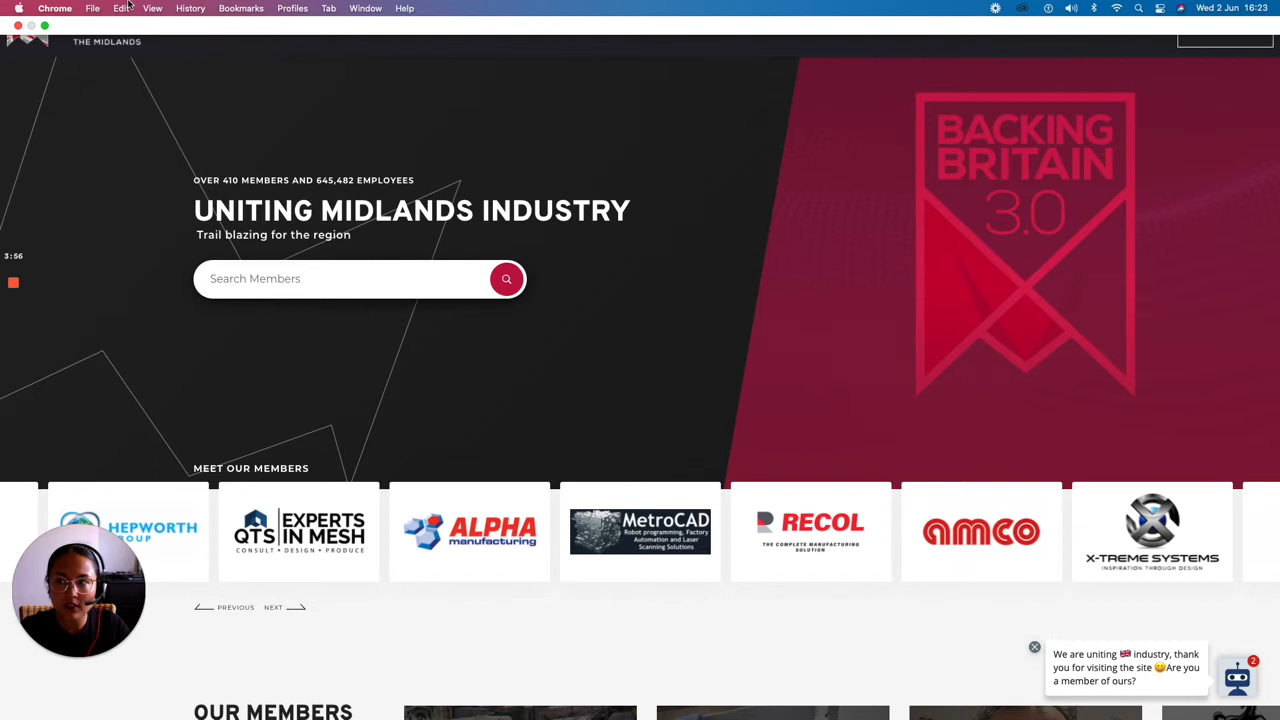 Chrome File Edit View History Bookmarks Profiles Tab Window Help
Mon 16 Jun 16:23
THE MIDLANDS
BACKING
BRITAIN
3.0
OVER 410 MEMBERS AND 645,482 EMPLOYEES
UNITING MIDLANDS INDUSTRY
Trail blazing for the region
3:56
Search Members
MEET OUR MEMBERS
HEPWORTH
GROUP
QTS EXPERTS IN MESH
CONSULT • DESIGN • PRODUCE
ALPHA
manufacturing
MetroCAD
Robot programming, Factory
Automation and Laser
Scanning Solutions
RECOL
THE COMPLETE MANUFACTURING
SOLUTION
amco
X-TREME SYSTEMS
INSPIRATION THROUGH DESIGN
PREVIOUS NEXT
We are uniting 🇬🇧 industry, thank
you for visiting the site 😀Are you
a member of ours?
2
OUR MEMBERS